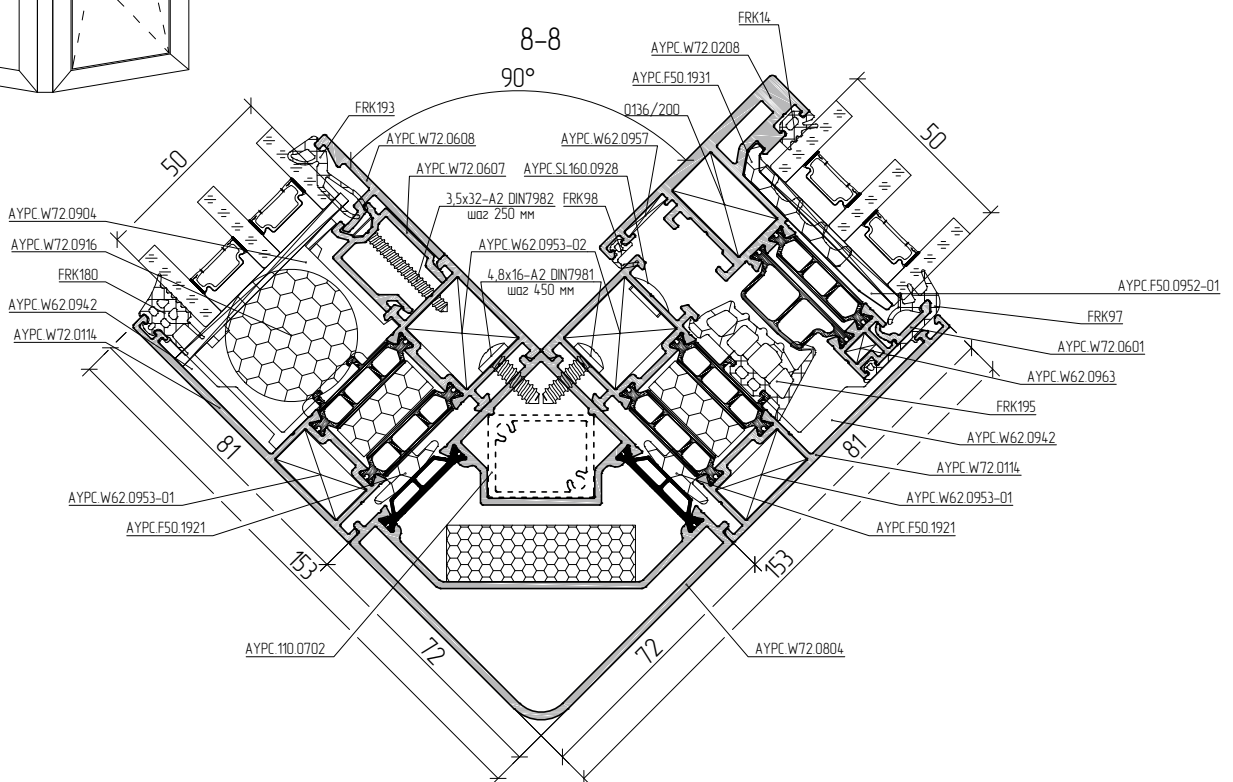 8-8
90°
FRK14
AYPC.W72.0208
AYPC.F50.1931
0136/200
AYPC.W62.0957
AYPC.SL160.0928
FRK98
FRK193
AYPC.W72.0608
AYPC.W72.0607
3,5x32-A2 DIN7982
шаг 250 мм
AYPC.W62.0953-02
4,8x16-A2 DIN7981
шаг 450 мм
50
50
AYPC.W72.0904
AYPC.W72.0916
FRK180
AYPC.W62.0942
AYPC.W72.0114
AYPC.F50.0952-01
FRK97
AYPC.W72.0601
AYPC.W62.0963
FRK195
AYPC.W62.0942
AYPC.W72.0114
AYPC.W62.0953-01
AYPC.F50.1921
81
81
AYPC.W62.0953-01
AYPC.F50.1921
153
153
72
72
AYPC.110.0702
AYPC.W72.0804